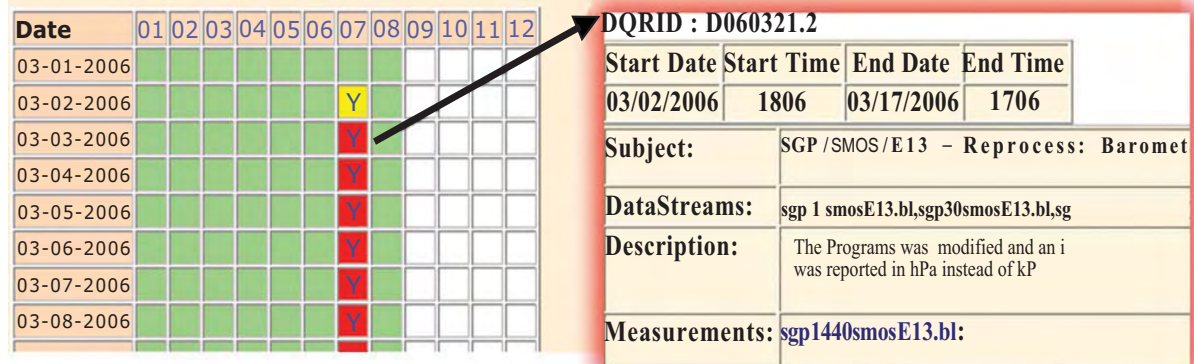 Date 01 02 03 04 05 06 07 08 09 10 11 12
03-01-2006
03-02-2006 Y
03-03-2006 Y
03-04-2006 Y
03-05-2006 Y
03-06-2006 Y
03-07-2006 Y
03-08-2006 Y
DQRID : D060321.2
Start Date Start Time End Date End Time
03/02/2006 1806 03/17/2006 1706
Subject: SGP/SMOS/E13 – Reprocess: Baromet
DataStreams: sgp 1 smosE13.bl,sgp30smosE13.bl,sg
Description: The Programs was modified and an i
was reported in hPa instead of kP
Measurements: sgp1440smosE13.bl: